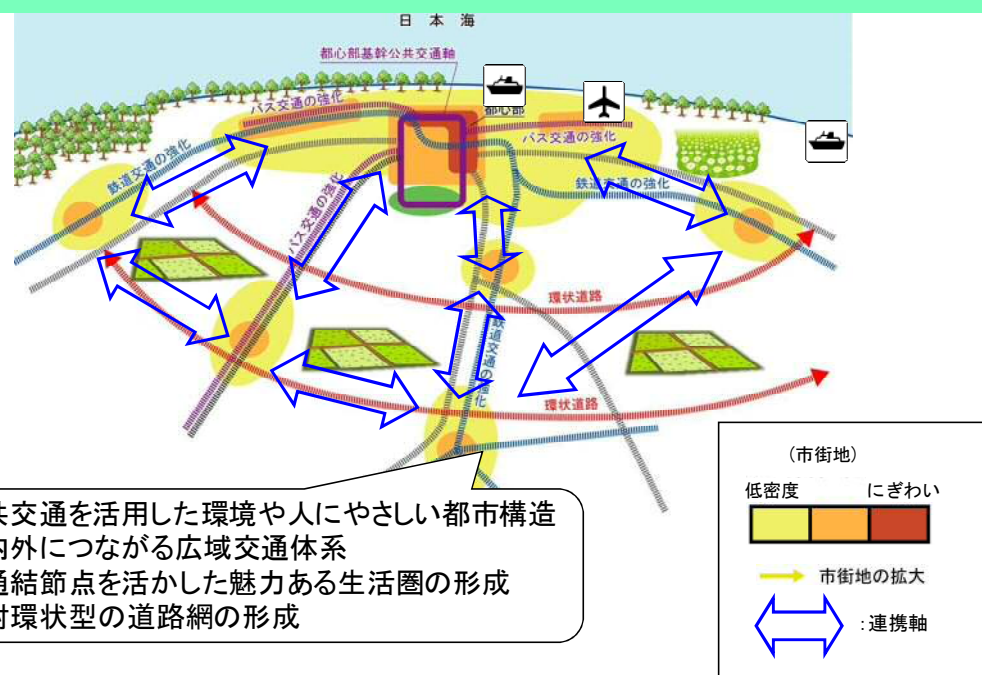 日本海
都心部基幹公共交通軸
都心部
バス交通の強化
バス交通の強化
鉄道交通の強化
鉄道交通の強化
バス交通の強化
環状道路
鉄道交通の強化
環状道路
共交通を活用した環境や人にやさしい都市構造
内外につながる広域交通体系
通結節点を活かした魅力ある生活圏の形成
射環状型の道路網の形成
(市街地)
低密度 にぎわい
市街地の拡大
:連携軸